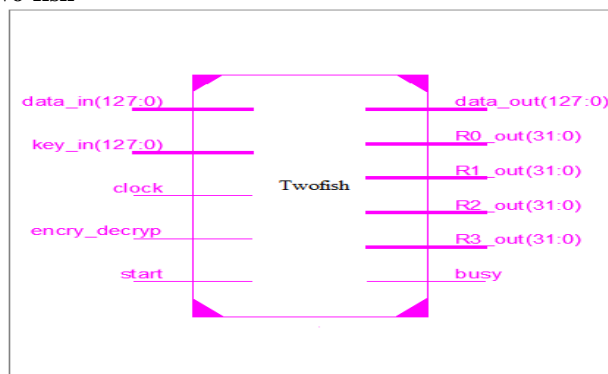 data_in(127:0)
key_in(127:0)
clock
encry_decryp
start
Twofish
data_out(127:0)
R0_out(31:0)
R1_out(31:0)
R2_out(31:0)
R3_out(31:0)
busy